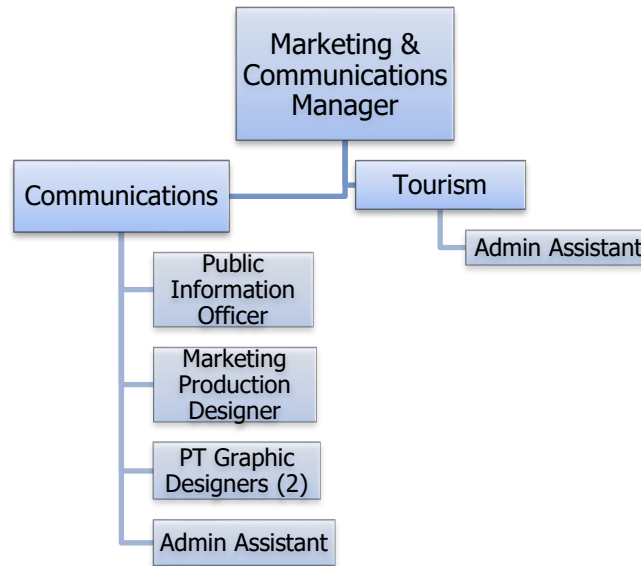 Marketing &
Communications
Manager
Communications
Tourism
Admin Assistant
Public
Information
Officer
Marketing
Production
Designer
PT Graphic
Designers (2)
Admin Assistant